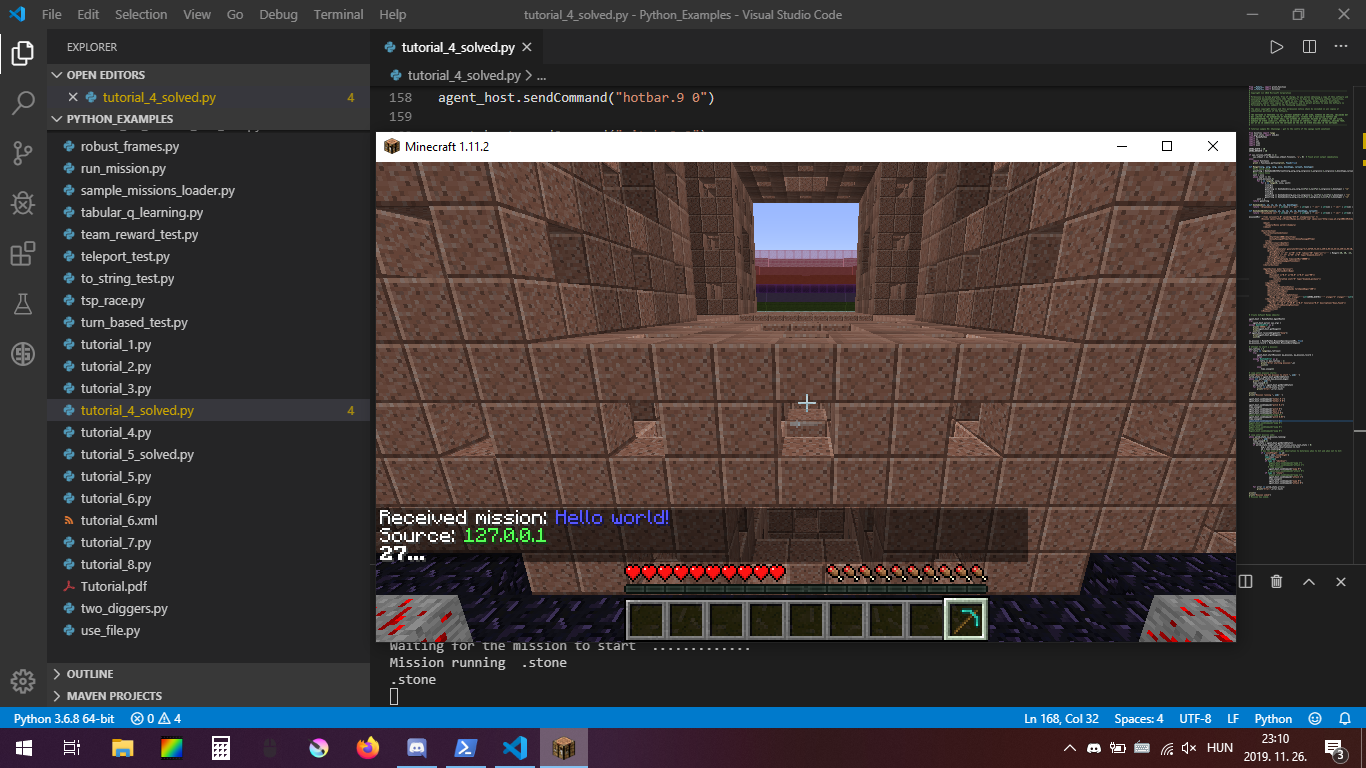 File Edit Selection View Go Debug Terminal Help
tutorial_4_solved.py - Python_Examples - Visual Studio Code
EXPLORER
OPEN EDITORS
tutorial_4_solved.py 4
PYTHON_EXAMPLES
robust_frames.py
run_mission.py
sample_missions_loader.py
tabular_q_learning.py
team_reward_test.py
teleport_test.py
to_string_test.py
tsp_race.py
turn_based_test.py
tutorial_1.py
tutorial_2.py
tutorial_3.py
tutorial_4_solved.py 4
tutorial_4.py
tutorial_5_solved.py
tutorial_5.py
tutorial_6.py
tutorial_6.xml
tutorial_7.py
tutorial_8.py
Tutorial.pdf
two_diggers.py
use_file.py
OUTLINE
MAVEN PROJECTS
tutorial_4_solved.py
tutorial_4_solved.py > ...
158 agent_host.sendCommand("hotbar.9 0")
159
Minecraft 1.11.2
Received mission: Hello world!
Source: 127.0.0.1
27...
Waiting for the mission to start .............
Mission running .stone
.stone
Python 3.6.8 64-bit 0 4
Ln 168, Col 32 Spaces: 4 UTF-8 LF Python
HUN
23:10
2019. 11. 26.
3